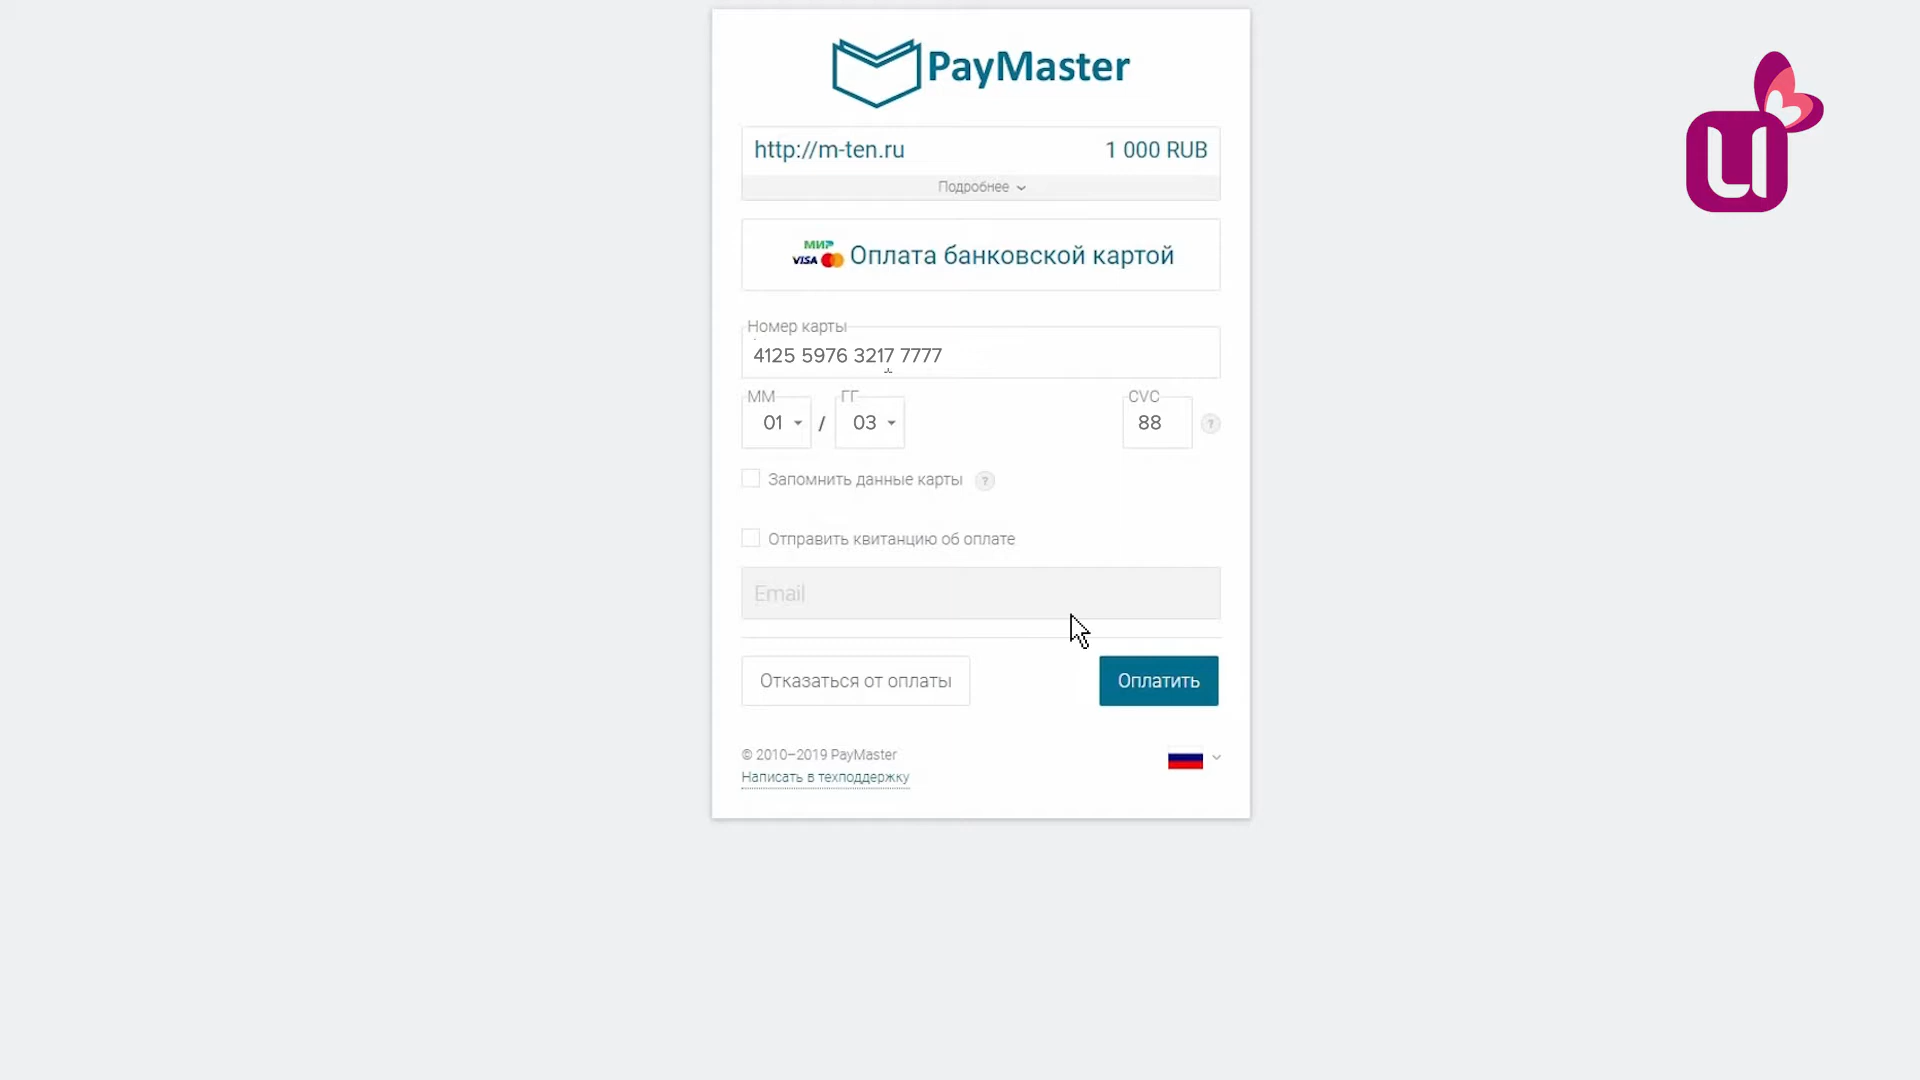 PayMaster
http://m-ten.ru 1 000 RUB
Подробнее
МИР
VISA
Оплата банковской картой
Номер карты
4125 5976 3217 7777
ММ ГГ CVC
01 / 03 88 ?
Запомнить данные карты ?
Отправить квитанцию об оплате
Email
Отказаться от оплаты Оплатить
© 2010–2019 PayMaster
Написать в техподдержку